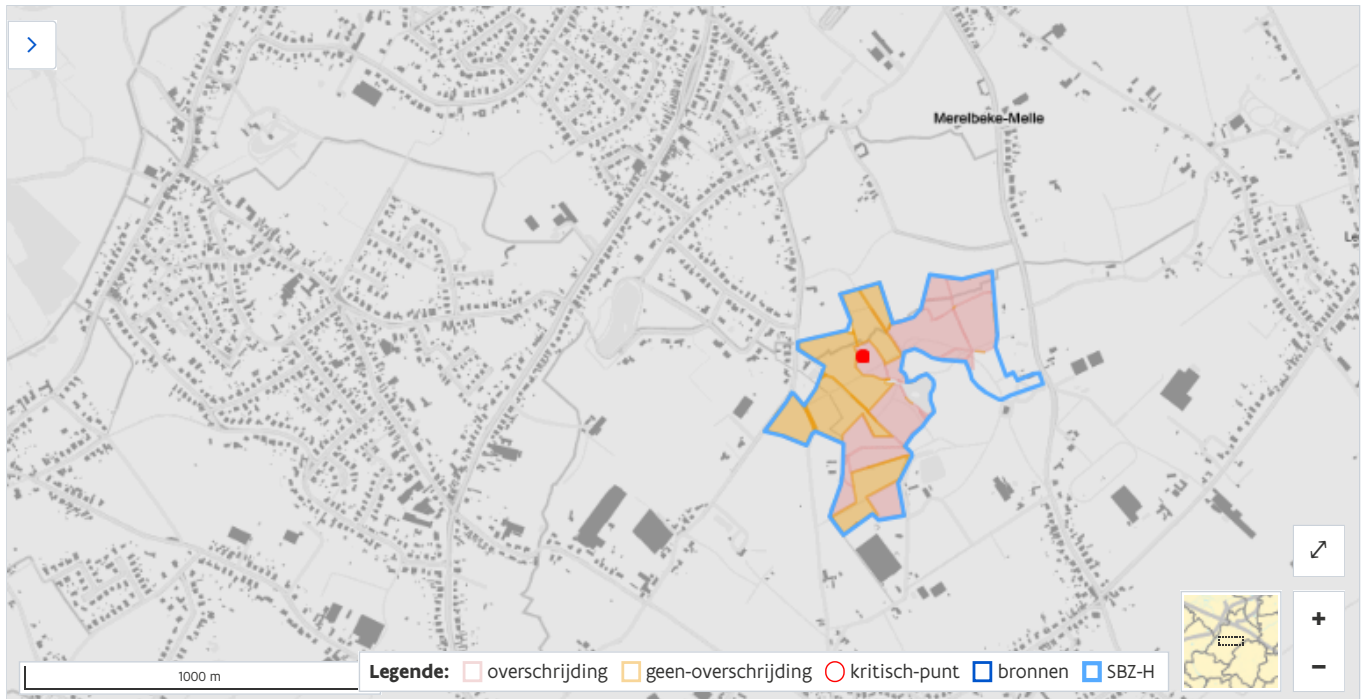 Merelbeke-Melle
Le
1000 m
Legende: overschrijding geen-overschrijding kritisch-punt bronnen SBZ-H
+
−